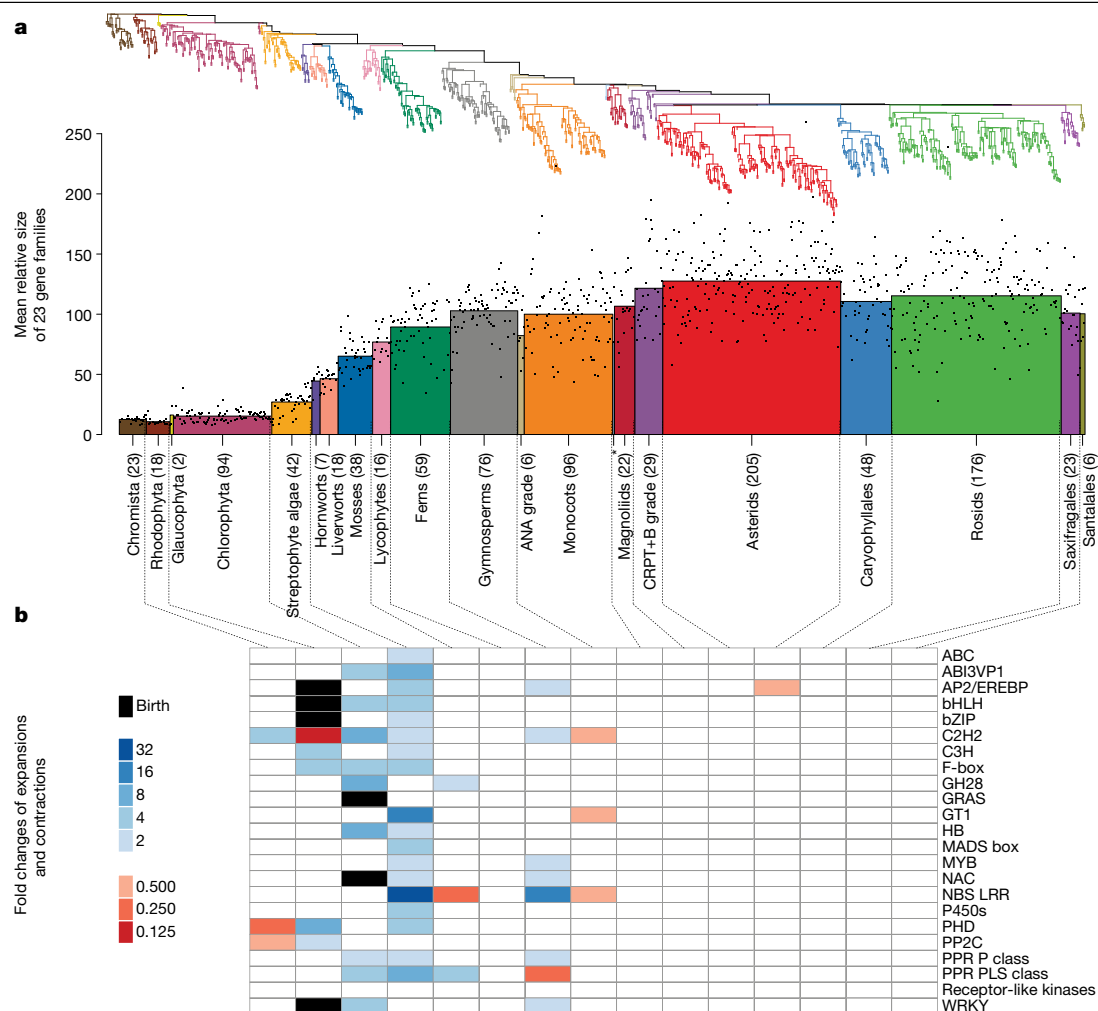 a
250
200
150
100
50
0
Mean relative size
of 23 gene families
Chromista (23)
Rhodophyta (18)
Glaucophyta (2)
Chlorophyta (94)
Streptophyte algae (42)
Hornworts (7)
Liverworts (18)
Mosses (38)
Lycophytes (16)
Ferns (59)
Gymnosperms (76)
ANA grade (6)
Monocots (96)
*
Magnoliids (22)
CRPT+B grade (29)
Asterids (205)
Caryophyllales (48)
Rosids (176)
Saxifragales (23)
Santalales (6)
b
Fold changes of expansions
and contractions
Birth
32
16
8
4
2
0.500
0.250
0.125
ABC
ABI3VP1
AP2/EREBP
bHLH
bZIP
C2H2
C3H
F-box
GH28
GRAS
GT1
HB
MADS box
MYB
NAC
NBS LRR
P450s
PHD
PP2C
PPR P class
PPR PLS class
Receptor-like kinases
WRKY